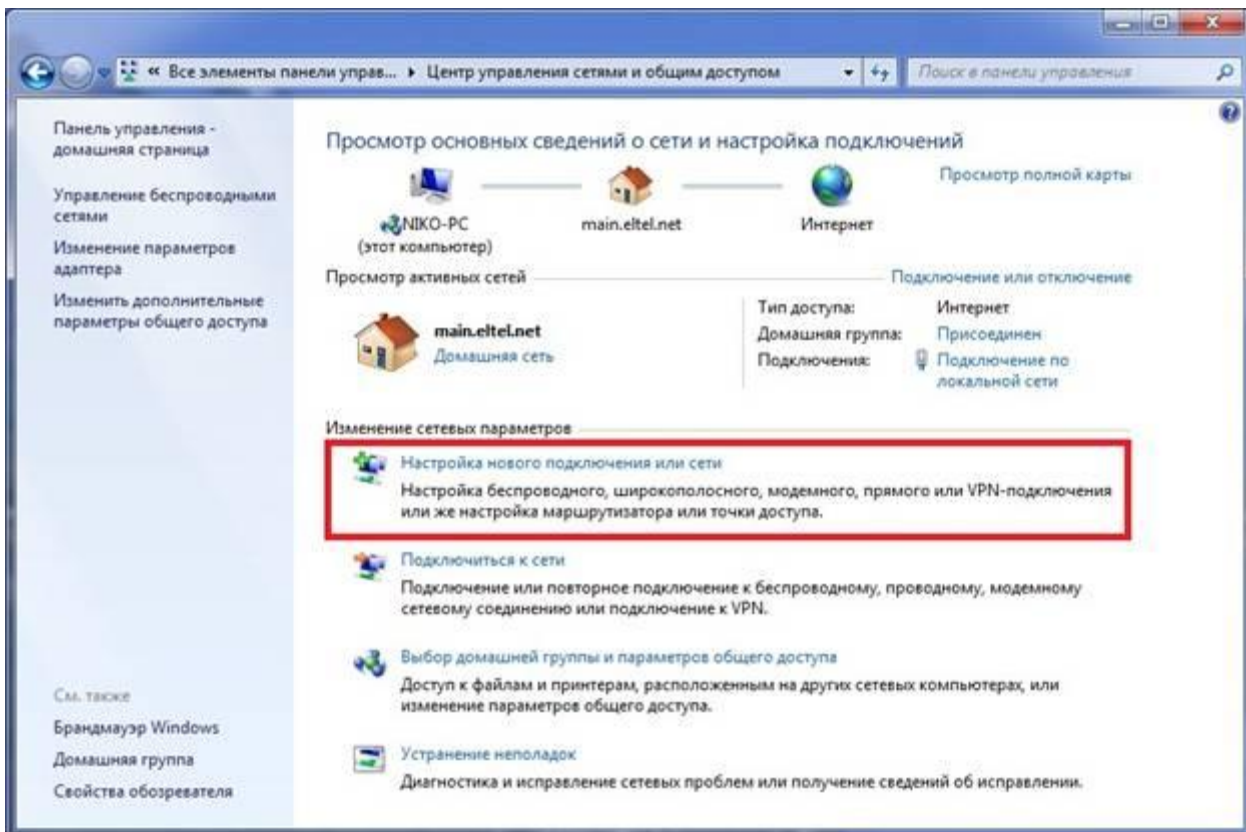 « Все элементы панели управ... ▸ Центр управления сетями и общим доступом
Поиск в панели управления
Панель управления -
домашняя страница
Управление беспроводными
сетями
Изменение параметров
адаптера
Изменить дополнительные
параметры общего доступа
См. также
Брандмауэр Windows
Домашняя группа
Свойства обозревателя
Просмотр основных сведений о сети и настройка подключений
Просмотр полной карты
NIKO-PC
(этот компьютер)
main.eltel.net
Интернет
Просмотр активных сетей
Подключение или отключение
main.eltel.net
Домашняя сеть
Тип доступа: Интернет
Домашняя группа: Присоединен
Подключения: Подключение по
локальной сети
Изменение сетевых параметров
Настройка нового подключения или сети
Настройка беспроводного, широкополосного, модемного, прямого или VPN-подключения
или же настройка маршрутизатора или точки доступа.
Подключиться к сети
Подключение или повторное подключение к беспроводному, проводному, модемному
сетевому соединению или подключение к VPN.
Выбор домашней группы и параметров общего доступа
Доступ к файлам и принтерам, расположенным на других сетевых компьютерах, или
изменение параметров общего доступа.
Устранение неполадок
Диагностика и исправление сетевых проблем или получение сведений об исправлении.